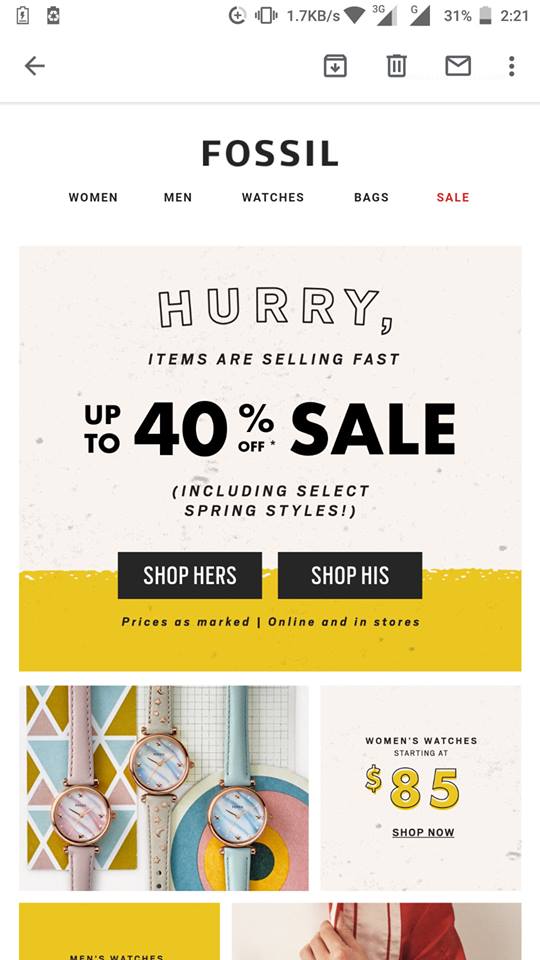 1.7KB/s 3G G 31% 2:21
FOSSIL
WOMEN MEN WATCHES BAGS SALE
HURRY,
ITEMS ARE SELLING FAST
UP TO 40% OFF* SALE
(INCLUDING SELECT
SPRING STYLES!)
SHOP HERS SHOP HIS
Prices as marked | Online and in stores
WOMEN'S WATCHES
STARTING AT
$85
SHOP NOW
MEN'S WATCHES